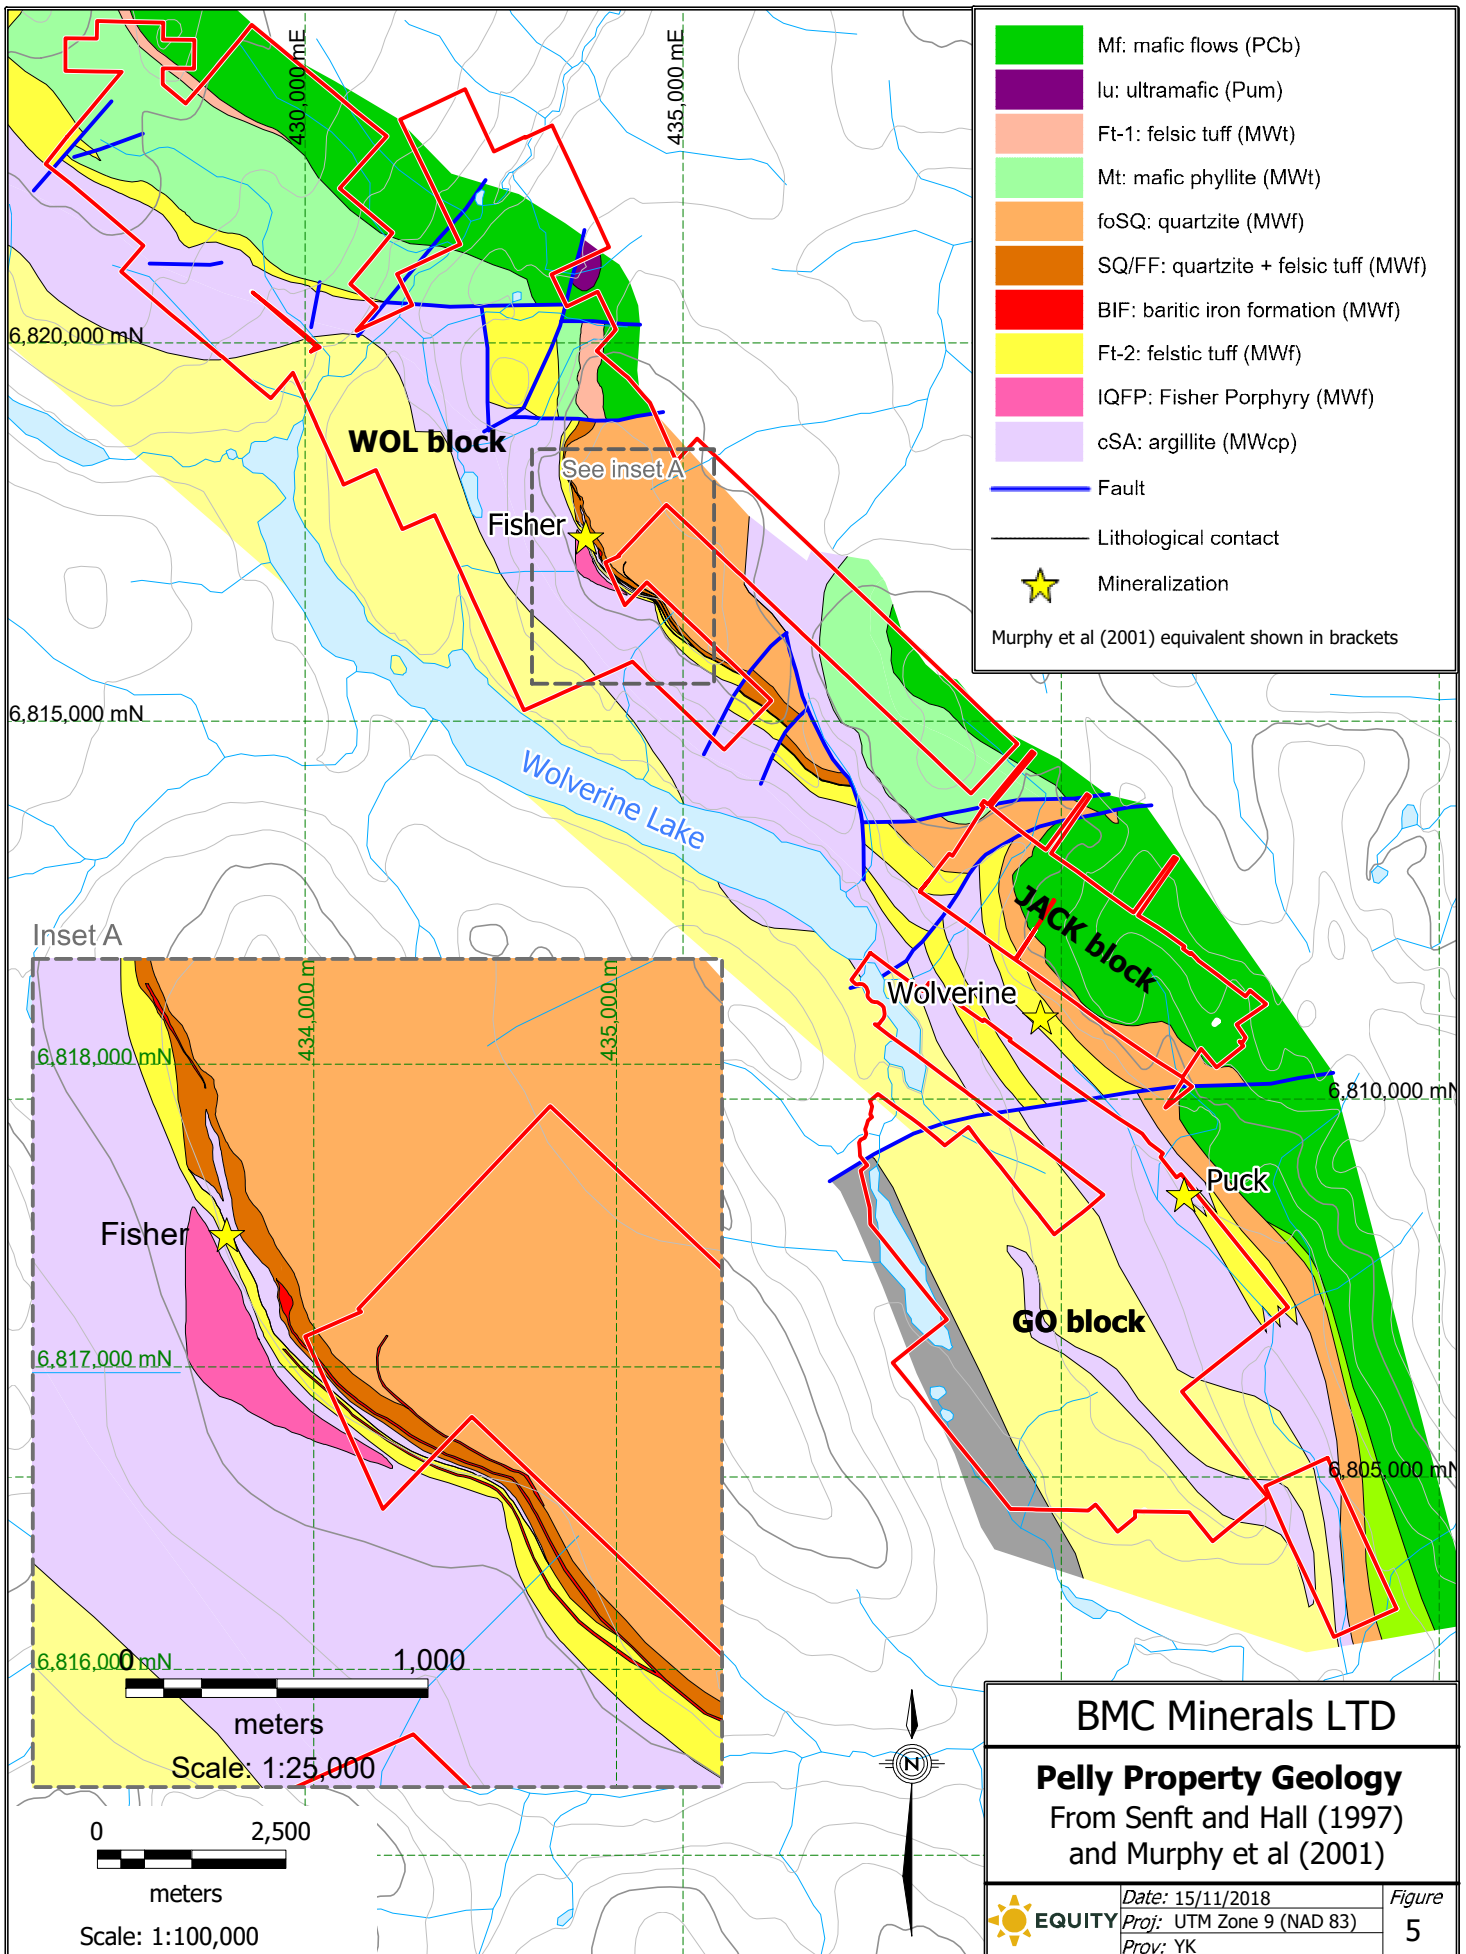 430,000 mE
435,000 mE
Mf: mafic flows (PCb)
Iu: ultramafic (Pum)
Ft-1: felsic tuff (MWt)
Mt: mafic phyllite (MWt)
foSQ: quartzite (MWf)
SQ/FF: quartzite + felsic tuff (MWf)
BIF: baritic iron formation (MWf)
Ft-2: felstic tuff (MWf)
IQFP: Fisher Porphyry (MWf)
cSA: argillite (MWcp)
Fault
Lithological contact
Mineralization
Murphy et al (2001) equivalent shown in brackets
6,820,000 mN
WOL block
See inset A
Fisher
6,815,000 mN
Wolverine Lake
JACK block
Wolverine
6,810,000 mN
Puck
GO block
6,805,000 mN
Inset A
434,000 m
435,000 m
6,818,000 mN
Fisher
6,817,000 mN
6,816,000 mN
0 1,000
meters
Scale: 1:25,000
0 2,500
meters
Scale: 1:100,000
N
BMC Minerals LTD
Pelly Property Geology
From Senft and Hall (1997)
and Murphy et al (2001)
EQUITY
Date: 15/11/2018
Proj: UTM Zone 9 (NAD 83)
Prov: YK
Figure
5